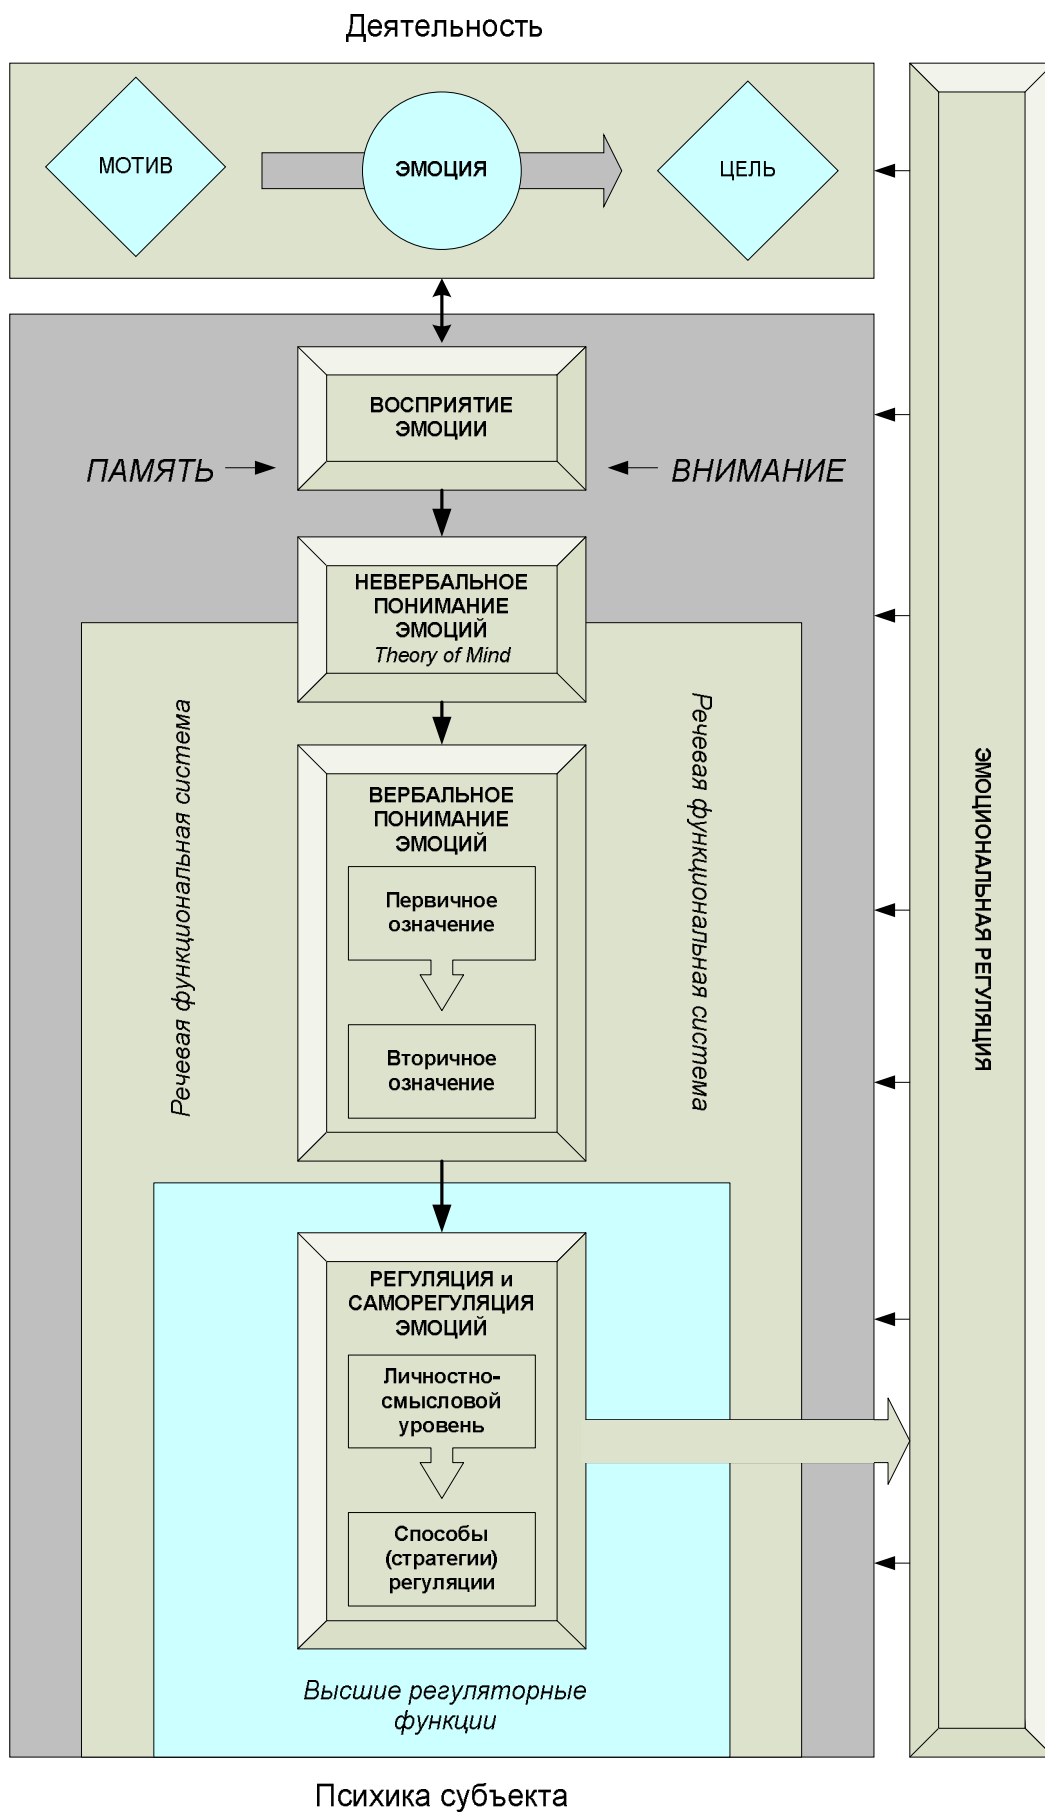 Деятельность
МОТИВ
ЭМОЦИЯ
ЦЕЛЬ
ВОСПРИЯТИЕ
ЭМОЦИИ
ПАМЯТЬ
ВНИМАНИЕ
НЕВЕРБАЛЬНОЕ
ПОНИМАНИЕ
ЭМОЦИЙ
Theory of Mind
Речевая функциональная система
Речевая функциональная система
ЭМОЦИОНАЛЬНАЯ РЕГУЛЯЦИЯ
ВЕРБАЛЬНОЕ
ПОНИМАНИЕ
ЭМОЦИЙ
Первичное
означение
Вторичное
означение
РЕГУЛЯЦИЯ и
САМОРЕГУЛЯЦИЯ
ЭМОЦИЙ
Личностно-
смысловой
уровень
Способы
(стратегии)
регуляции
Высшие регуляторные
функции
Психика субъекта